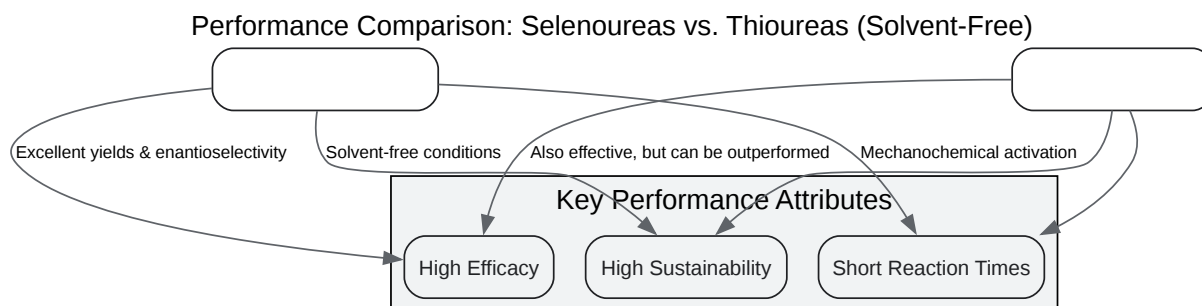 Performance Comparison: Selenoureas vs. Thioureas (Solvent-Free)
Excellent yields & enantioselectivity
Solvent-free conditions
Also effective, but can be outperformed
Mechanochemical activation
Key Performance Attributes
High Efficacy
High Sustainability
Short Reaction Times